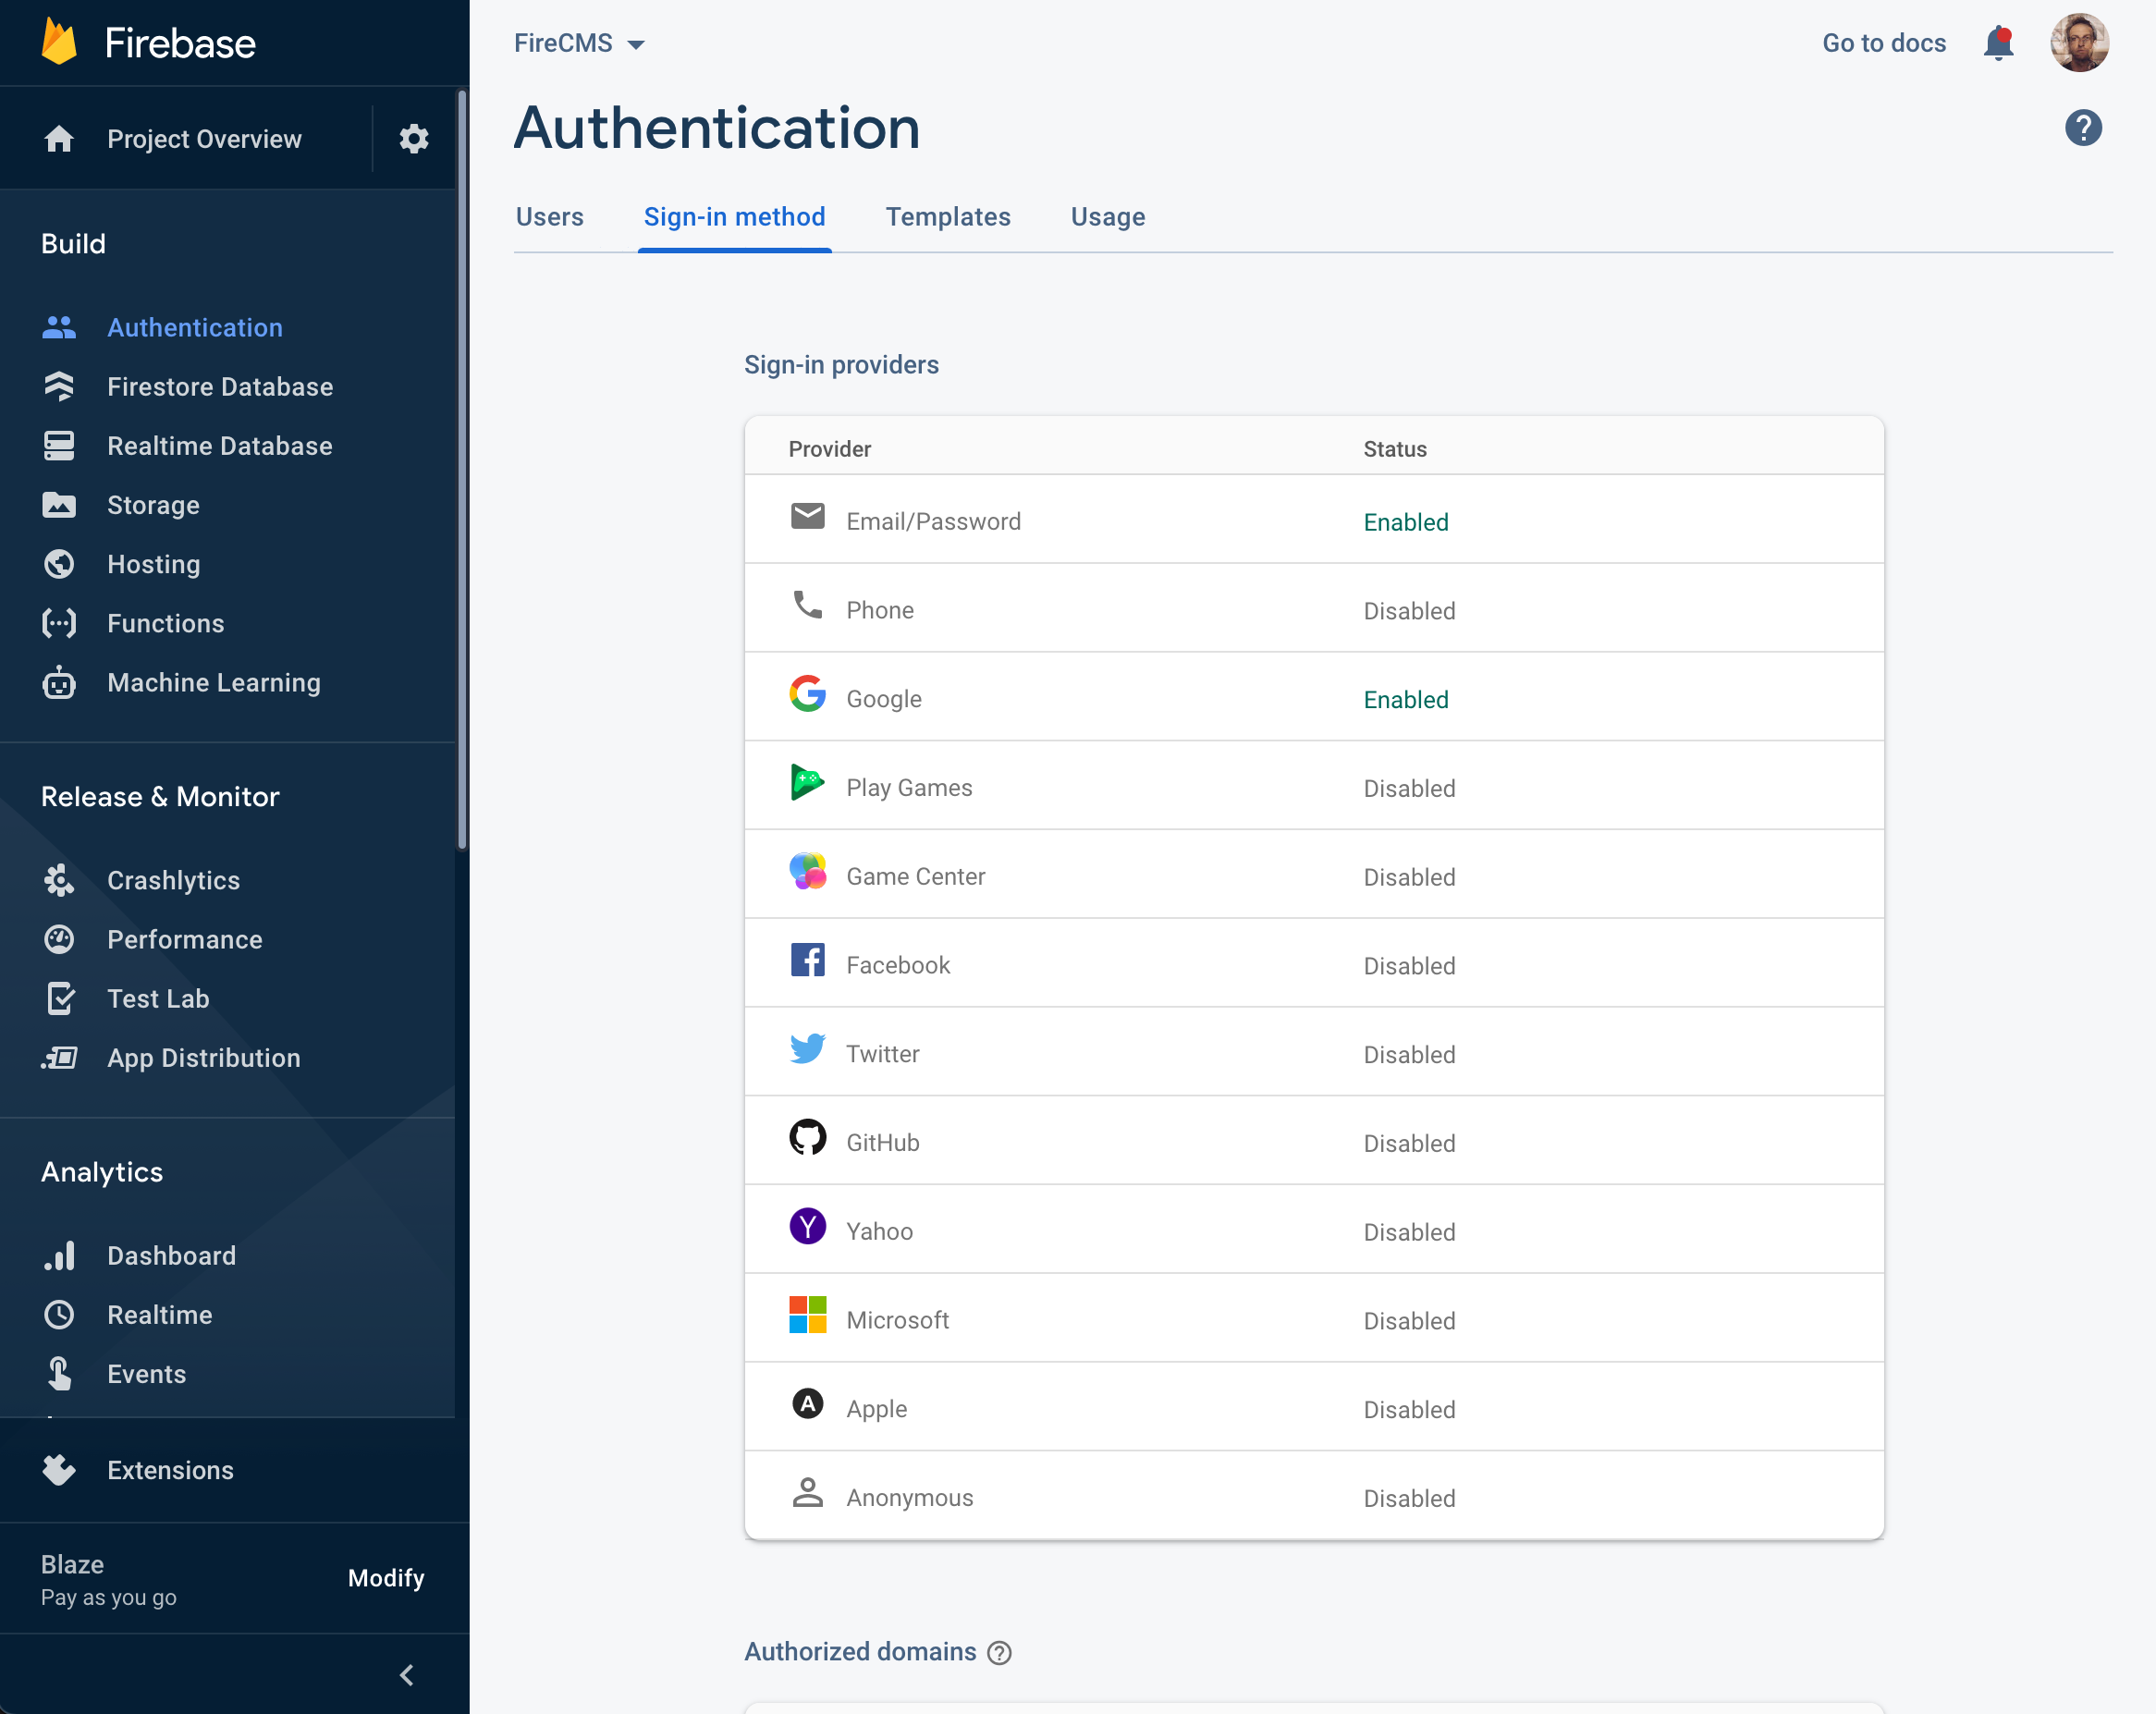 Firebase
Project Overview
Build
Authentication
Firestore Database
Realtime Database
Storage
Hosting
Functions
Machine Learning
Release & Monitor
Crashlytics
Performance
Test Lab
App Distribution
Analytics
Dashboard
Realtime
Events
Extensions
Blaze
Pay as you go
Modify
FireCMS
Go to docs
Authentication
Users Sign-in method Templates Usage
Sign-in providers
Provider Status
Email/Password Enabled
Phone Disabled
Google Enabled
Play Games Disabled
Game Center Disabled
Facebook Disabled
Twitter Disabled
GitHub Disabled
Yahoo Disabled
Microsoft Disabled
Apple Disabled
Anonymous Disabled
Authorized domains